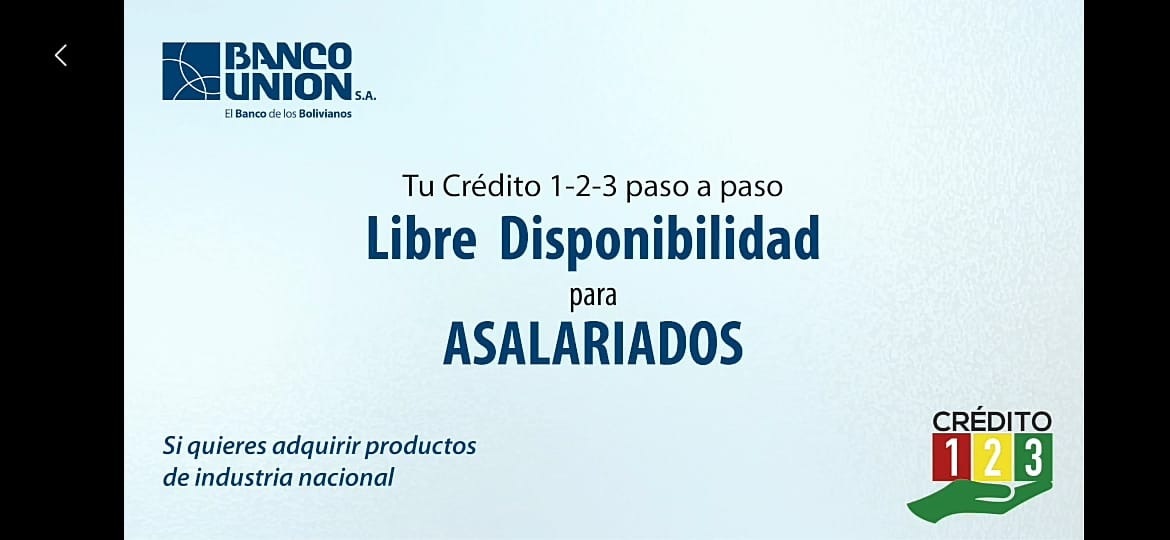 BANCO
UNION S.A.
El Banco de los Bolivianos
Tu Crédito 1-2-3 paso a paso
Libre Disponibilidad
para
ASALARIADOS
Si quieres adquirir productos
de industria nacional
CRÉDITO
1 2 3